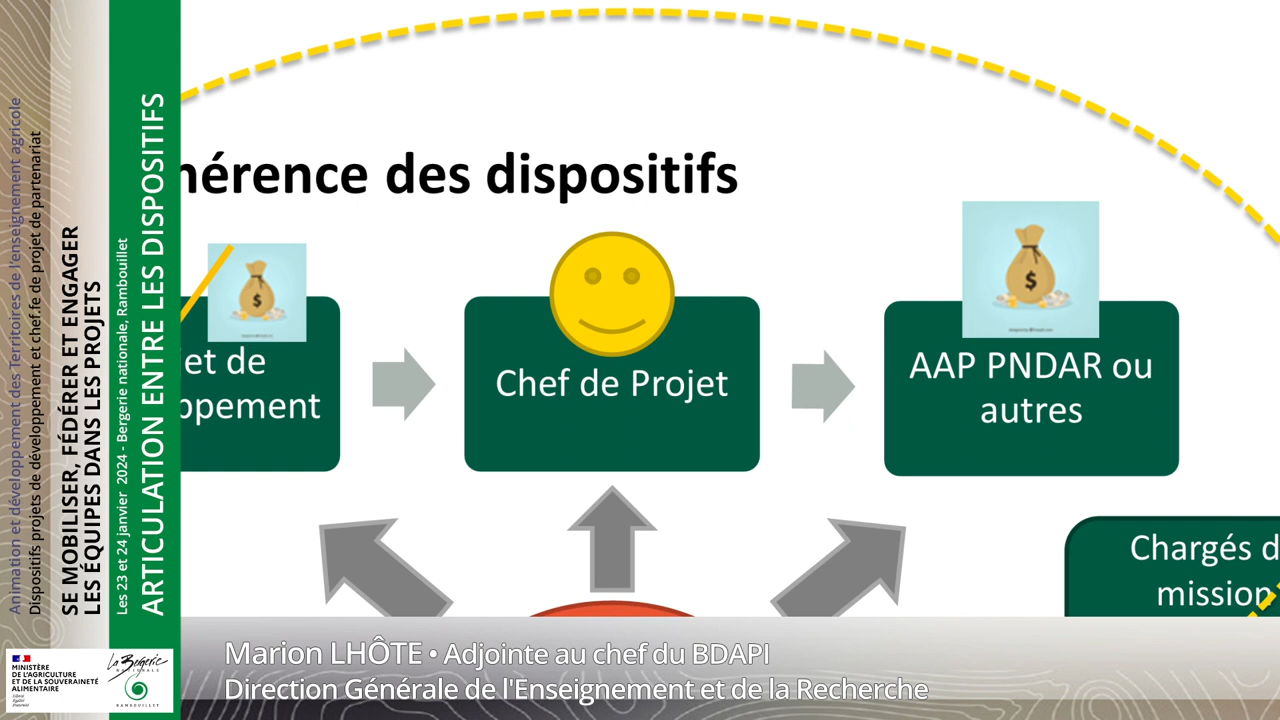 Animation et développement des Territoires de l'enseignement agricole
Dispositifs projets de développement et chef.fe de projet de partenariat
SE MOBILISER, FÉDÉRER ET ENGAGER
LES ÉQUIPES DANS LES PROJETS
Les 23 et 24 janvier 2024 - Bergerie nationale, Rambouillet
ARTICULATION ENTRE LES DISPOSITIFS
hérence des dispositifs
et de
ppement
Chef de Projet
AAP PNDAR ou
autres
Chargés d
mission
Marion LHÔTE • Adjointe au chef du BDAPI
Direction Générale de l'Enseignement et de la Recherche
MINISTÈRE
DE L'AGRICULTURE
ET DE LA SOUVERAINETÉ
ALIMENTAIRE
Liberté
Égalité
Fraternité
La Bergerie
NATIONALE
RAMBOUILLET